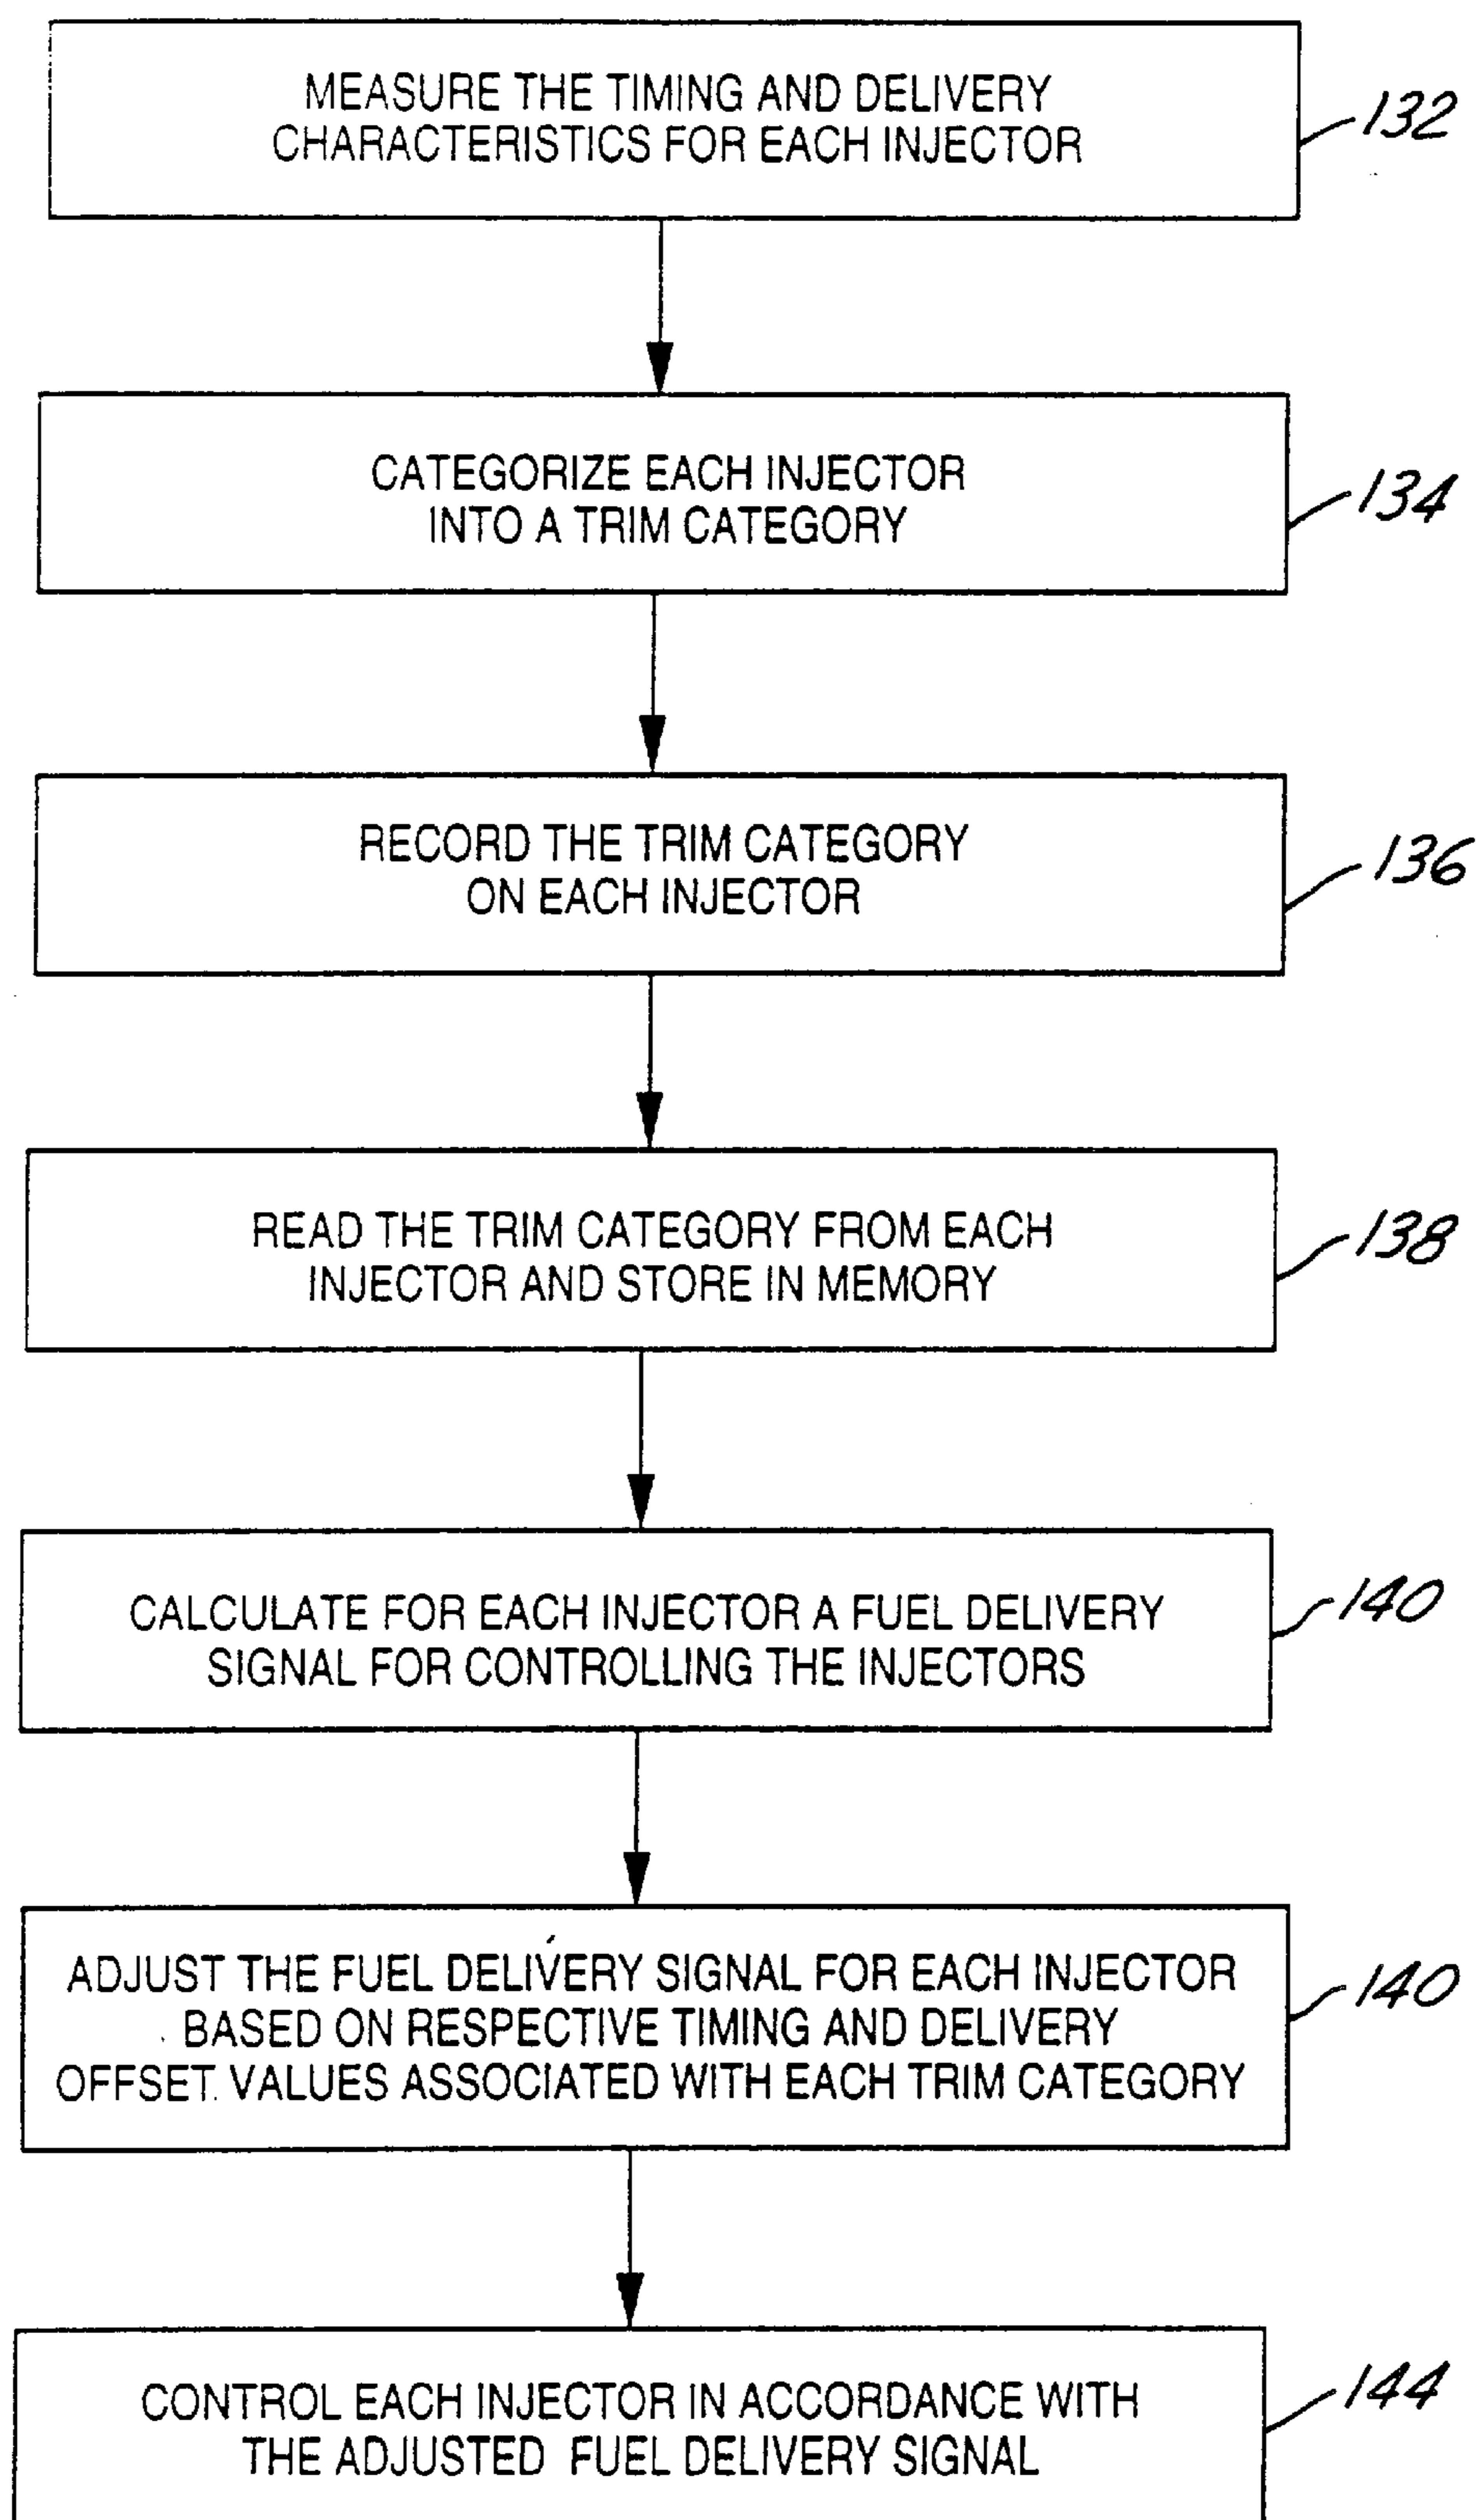 MEASURE THE TIMING AND DELIVERY
CHARACTERISTICS FOR EACH INJECTOR
132
CATEGORIZE EACH INJECTOR
INTO A TRIM CATEGORY
134
RECORD THE TRIM CATEGORY
ON EACH INJECTOR
136
READ THE TRIM CATEGORY FROM EACH
INJECTOR AND STORE IN MEMORY
138
CALCULATE FOR EACH INJECTOR A FUEL DELIVERY
SIGNAL FOR CONTROLLING THE INJECTORS
140
ADJUST THE FUEL DELIVERY SIGNAL FOR EACH INJECTOR
BASED ON RESPECTIVE TIMING AND DELIVERY
OFFSET VALUES ASSOCIATED WITH EACH TRIM CATEGORY
140
CONTROL EACH INJECTOR IN ACCORDANCE WITH
THE ADJUSTED FUEL DELIVERY SIGNAL
144